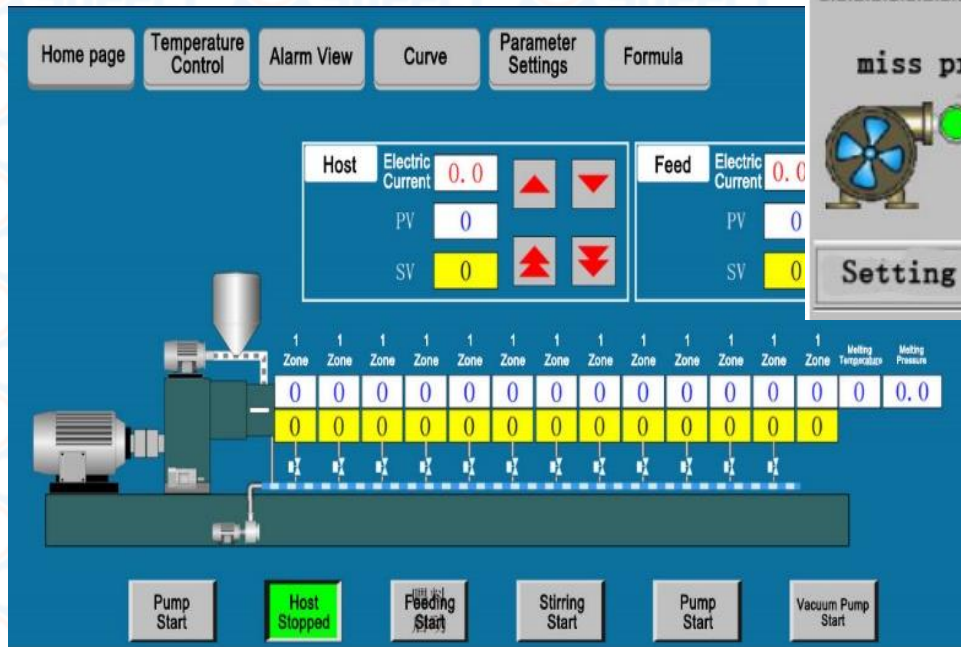 Home page
Temperature
Control
Alarm View
Curve
Parameter
Settings
Formula
miss
Setting
Host
Electric
Current
0.0
PV
0
SV
0
Feed
Electric
Current
PV
0
SV
0
1 1 1 1 1 1 1 1 1 1 1 1 1
Zone Zone Zone Zone Zone Zone Zone Zone Zone Zone Zone Zone Zone
Melting
Temperature
Melting
Pressure
0 0 0 0 0 0 0 0 0 0 0 0 0 0 0.0
0 0 0 0 0 0 0 0 0 0 0 0 0
Pump
Start
Host
Stopped
Feeding
Start
Stirring
Start
Pump
Start
Vacuum Pump
Start